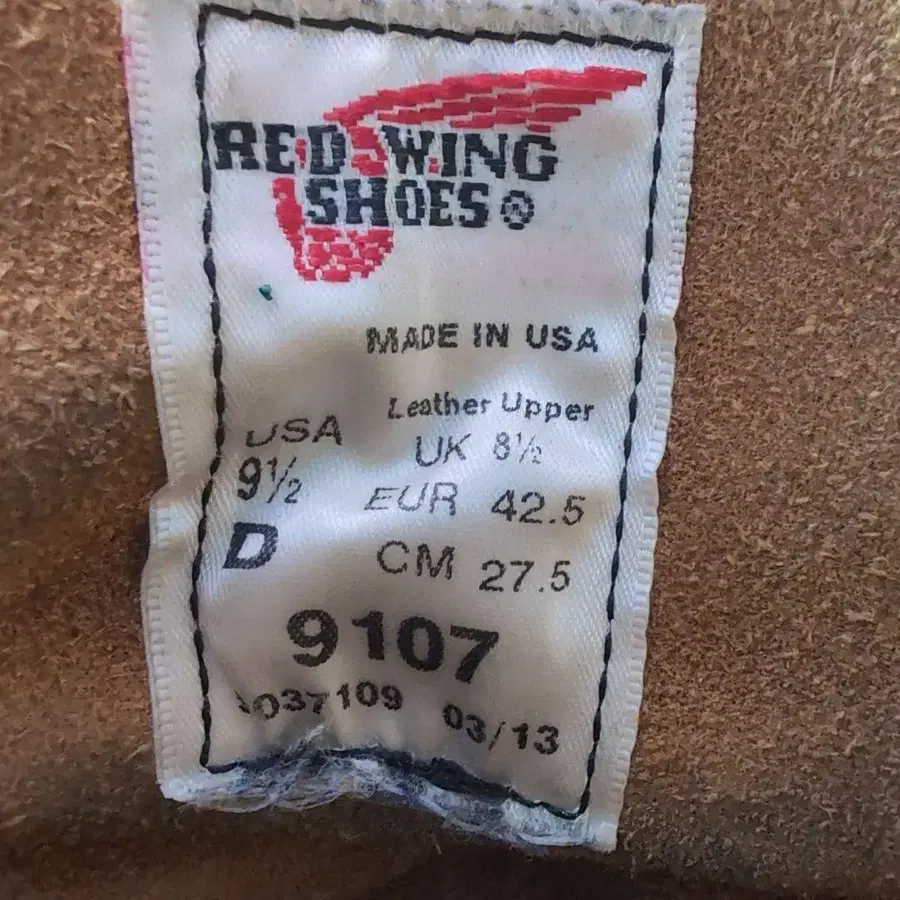 RED WING
SHOES®
MADE IN USA
Leather Upper
USA
UK 8½
9½
EUR 42.5
D
CM 27.5
9107
037109 03/13